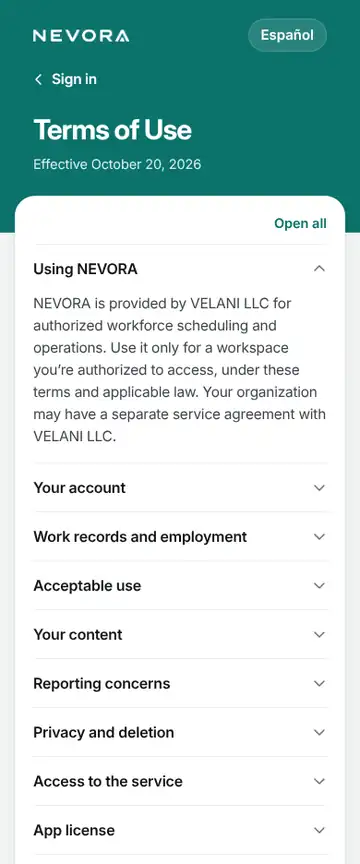 NEVORA
Español
Sign in
Terms of Use
Effective October 20, 2026
Open all
Using NEVORA
NEVORA is provided by VELANI LLC for
authorized workforce scheduling and
operations. Use it only for a workspace
you’re authorized to access, under these
terms and applicable law. Your organization
may have a separate service agreement with
VELANI LLC.
Your account
Work records and employment
Acceptable use
Your content
Reporting concerns
Privacy and deletion
Access to the service
App license